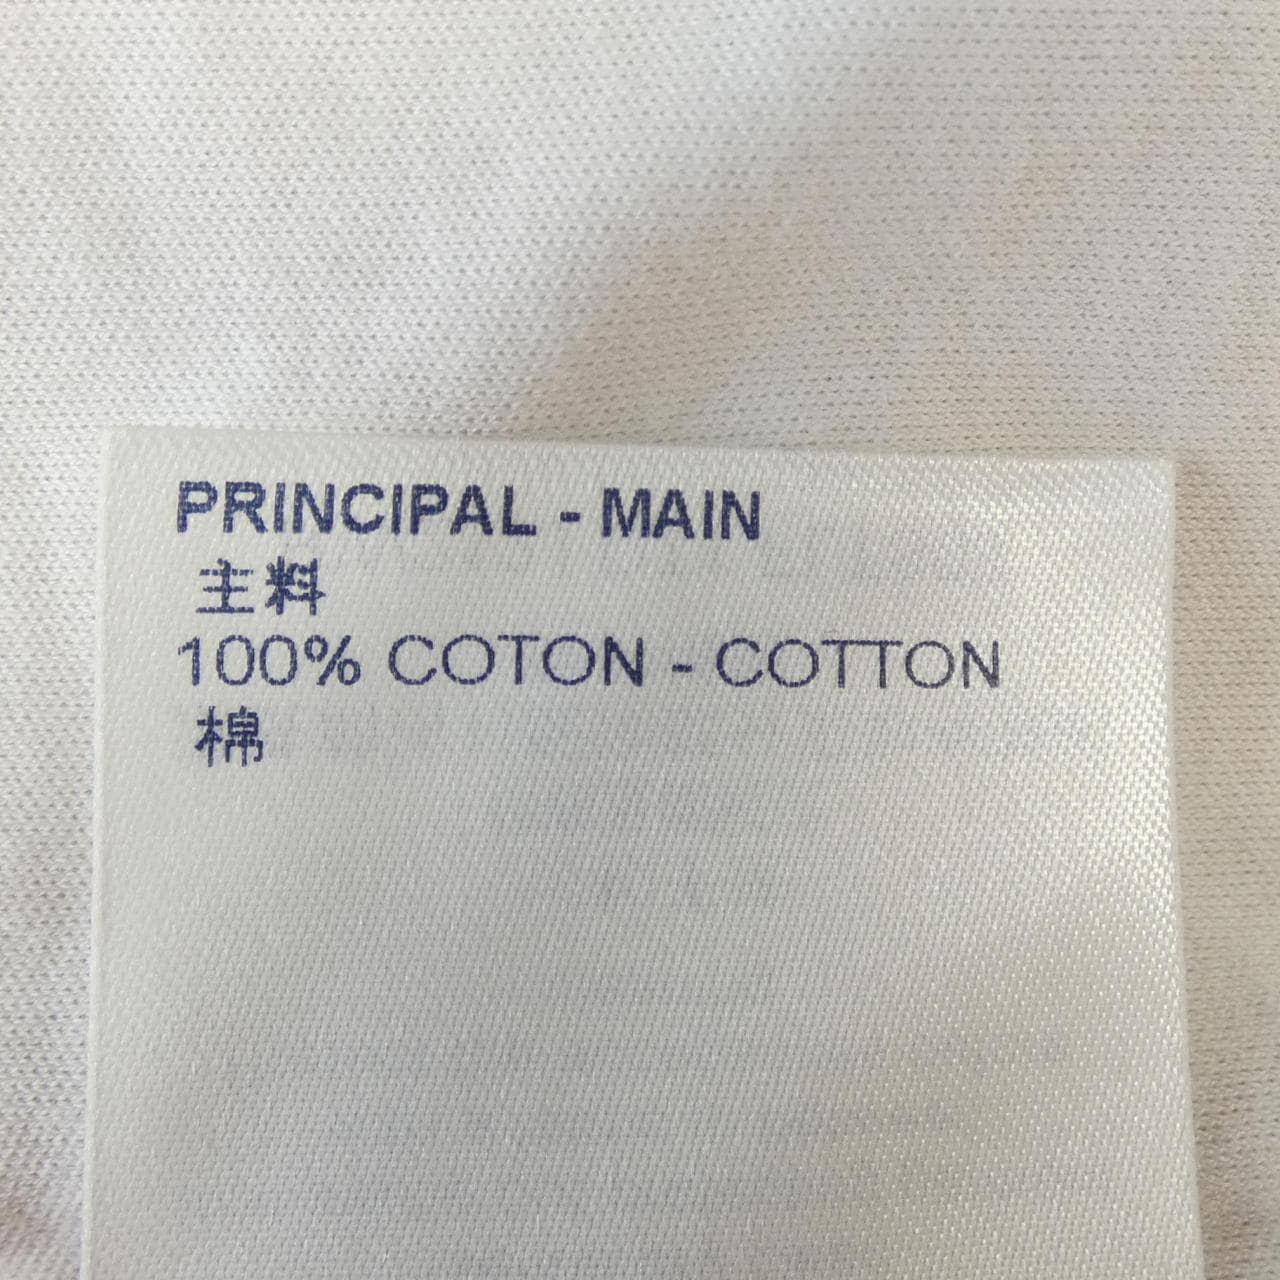 PRINCIPAL - MAIN
主料
100% COTON - COTTON
棉